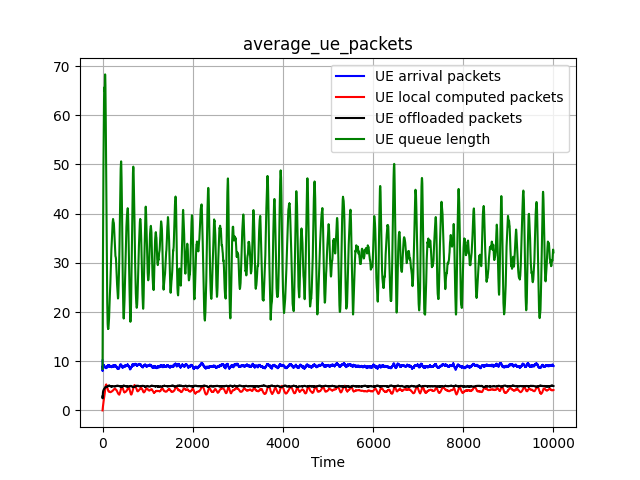 average_ue_packets
UE arrival packets
UE local computed packets
UE offloaded packets
UE queue length
70
60
50
40
30
20
10
0
0 2000 4000 6000 8000 10000
Time